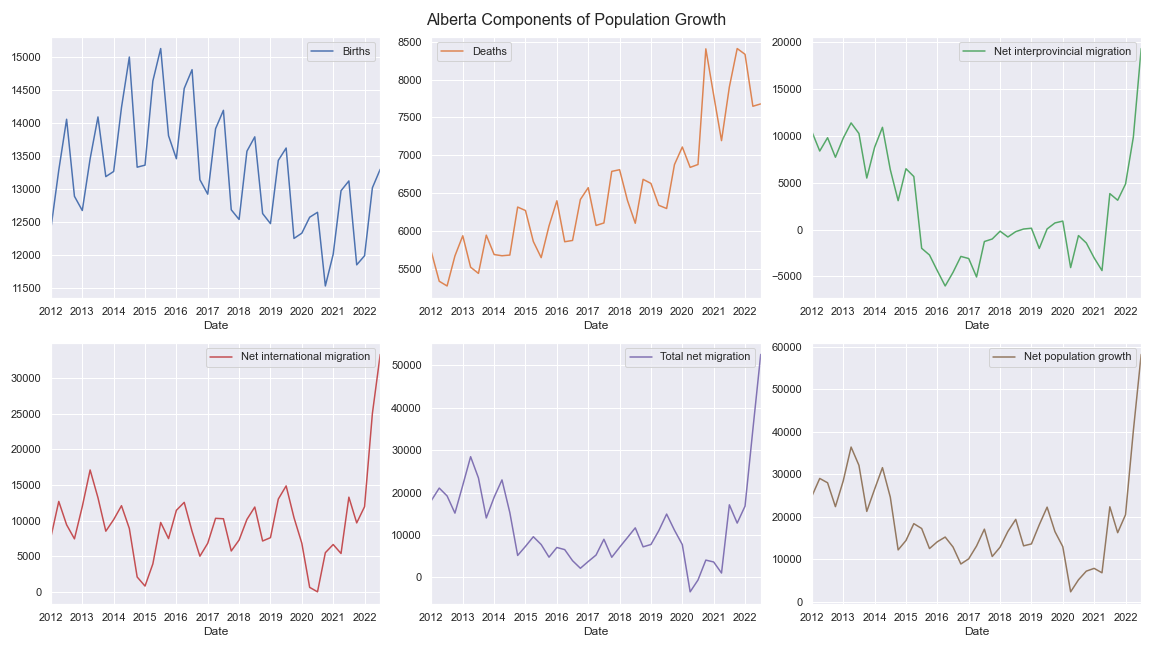 Alberta Components of Population Growth
Births
15000
14500
14000
13500
13000
12500
12000
11500
2012 2013 2014 2015 2016 2017 2018 2019 2020 2021 2022
Date
Deaths
8500
8000
7500
7000
6500
6000
5500
2012 2013 2014 2015 2016 2017 2018 2019 2020 2021 2022
Date
Net interprovincial migration
20000
15000
10000
5000
0
−5000
2012 2013 2014 2015 2016 2017 2018 2019 2020 2021 2022
Date
Net international migration
30000
25000
20000
15000
10000
5000
0
2012 2013 2014 2015 2016 2017 2018 2019 2020 2021 2022
Date
Total net migration
50000
40000
30000
20000
10000
0
2012 2013 2014 2015 2016 2017 2018 2019 2020 2021 2022
Date
Net population growth
60000
50000
40000
30000
20000
10000
0
2012 2013 2014 2015 2016 2017 2018 2019 2020 2021 2022
Date